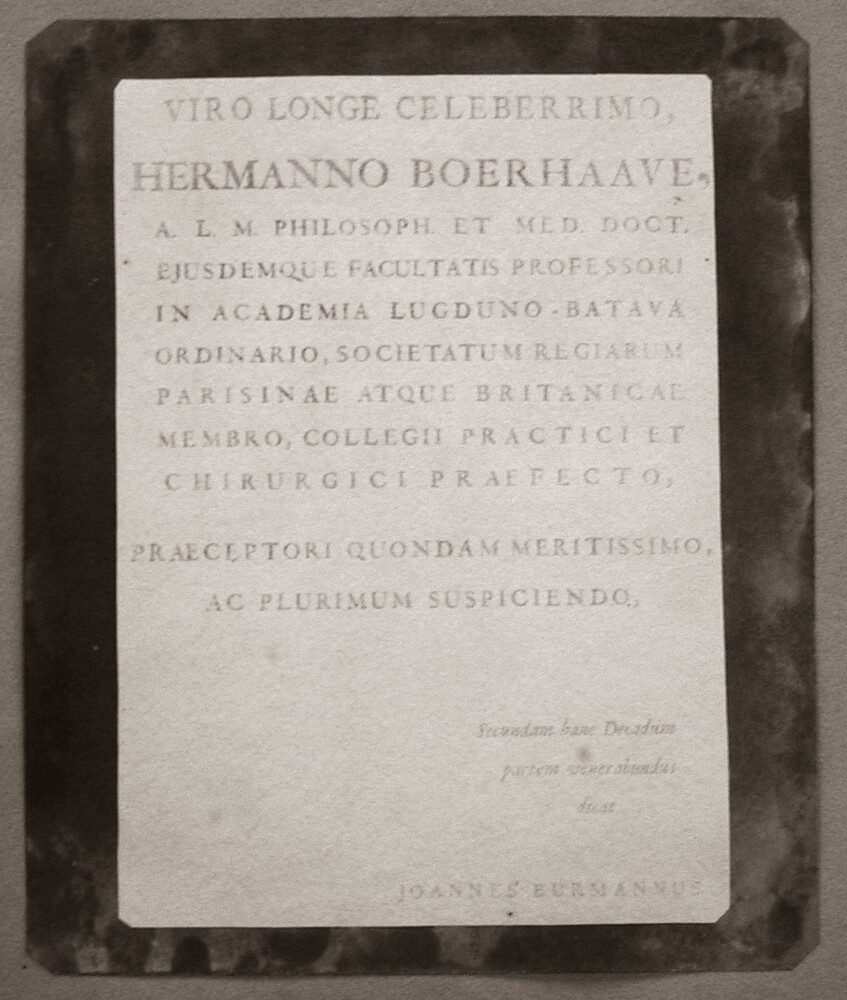 VIRO LONGE CELEBERRIMO,
HERMANNO BOERHAAVE,
A. L. M. PHILOSOPH. ET MED. DOCT.
EJUSDEMQUE FACULTATIS PROFESSORI
IN ACADEMIA LUGDUNO-BATAVA
ORDINARIO, SOCIETATUM REGIARUM
PARISINAE ATQUE BRITANICAE
MEMBRO, COLLEGII PRACTICI ET
CHIRURGICI PRAEFECTO,
PRAECEPTORI QUONDAM MERITISSIMO,
AC PLURIMUM SUSPICIENDO,
Secundam hanc Decadum
partem venerabundus
dicat
JOANNES BURMANNUS